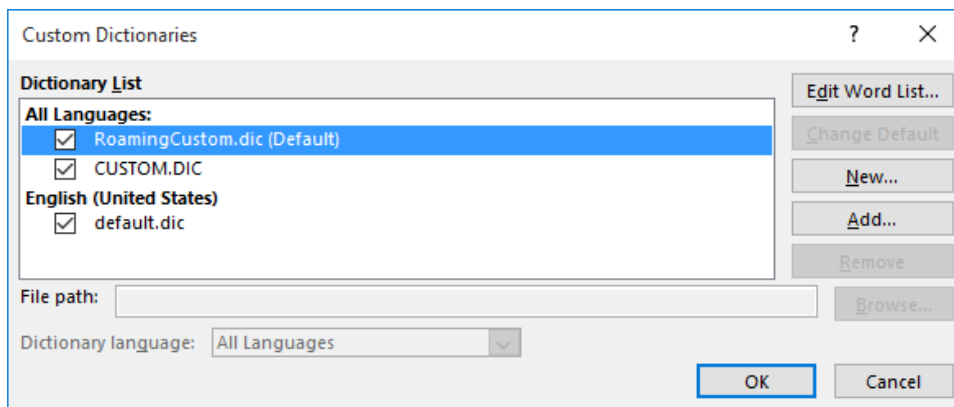 Custom Dictionaries
?
Dictionary List
All Languages:
RoamingCustom.dic (Default)
CUSTOM.DIC
English (United States)
default.dic
Edit Word List...
Change Default
New...
Add...
Remove
File path:
Browse...
Dictionary language: All Languages
OK Cancel